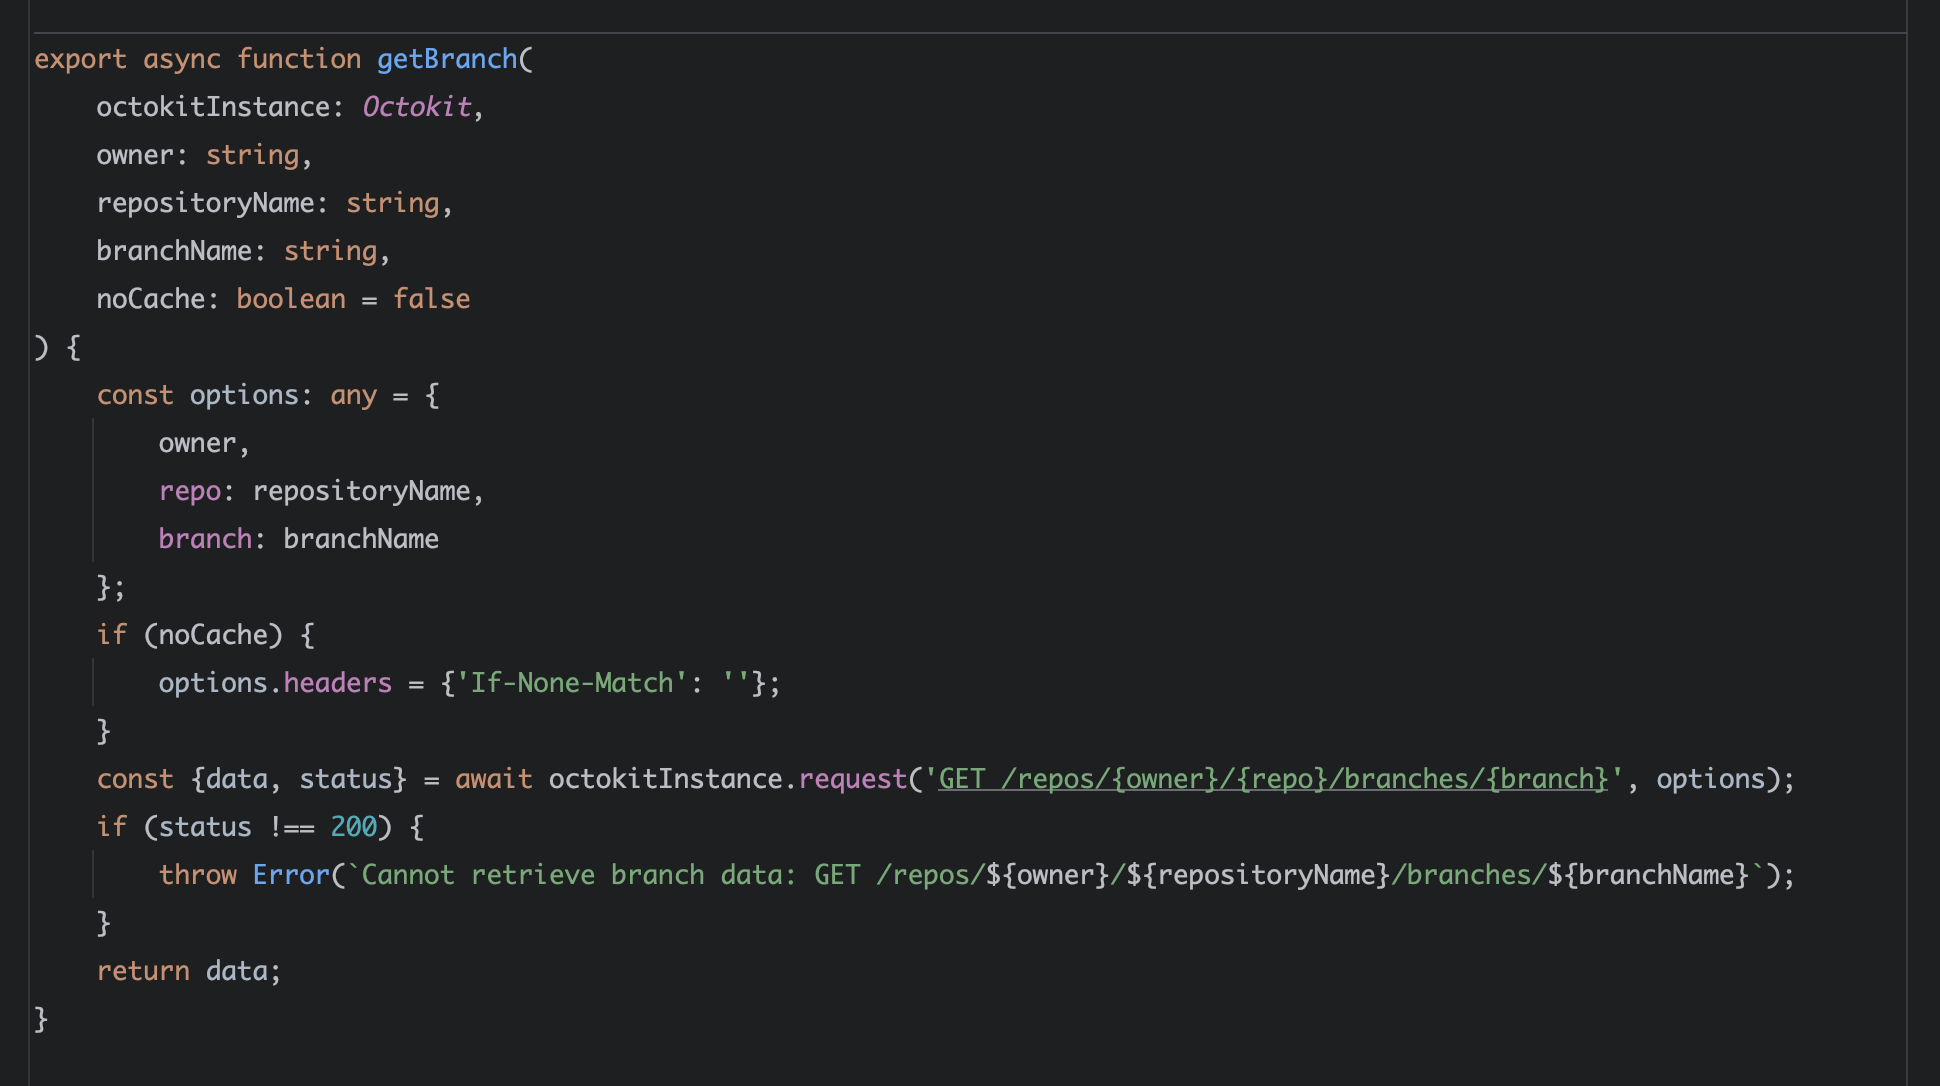 export async function getBranch(
    octokitInstance: Octokit,
    owner: string,
    repositoryName: string,
    branchName: string,
    noCache: boolean = false
) {
    const options: any = {
        owner,
        repo: repositoryName,
        branch: branchName
    };
    if (noCache) {
        options.headers = {'If-None-Match': ''};
    }
    const {data, status} = await octokitInstance.request('GET /repos/{owner}/{repo}/branches/{branch}', options);
    if (status !== 200) {
        throw Error(`Cannot retrieve branch data: GET /repos/${owner}/${repositoryName}/branches/${branchName}`);
    }
    return data;
}